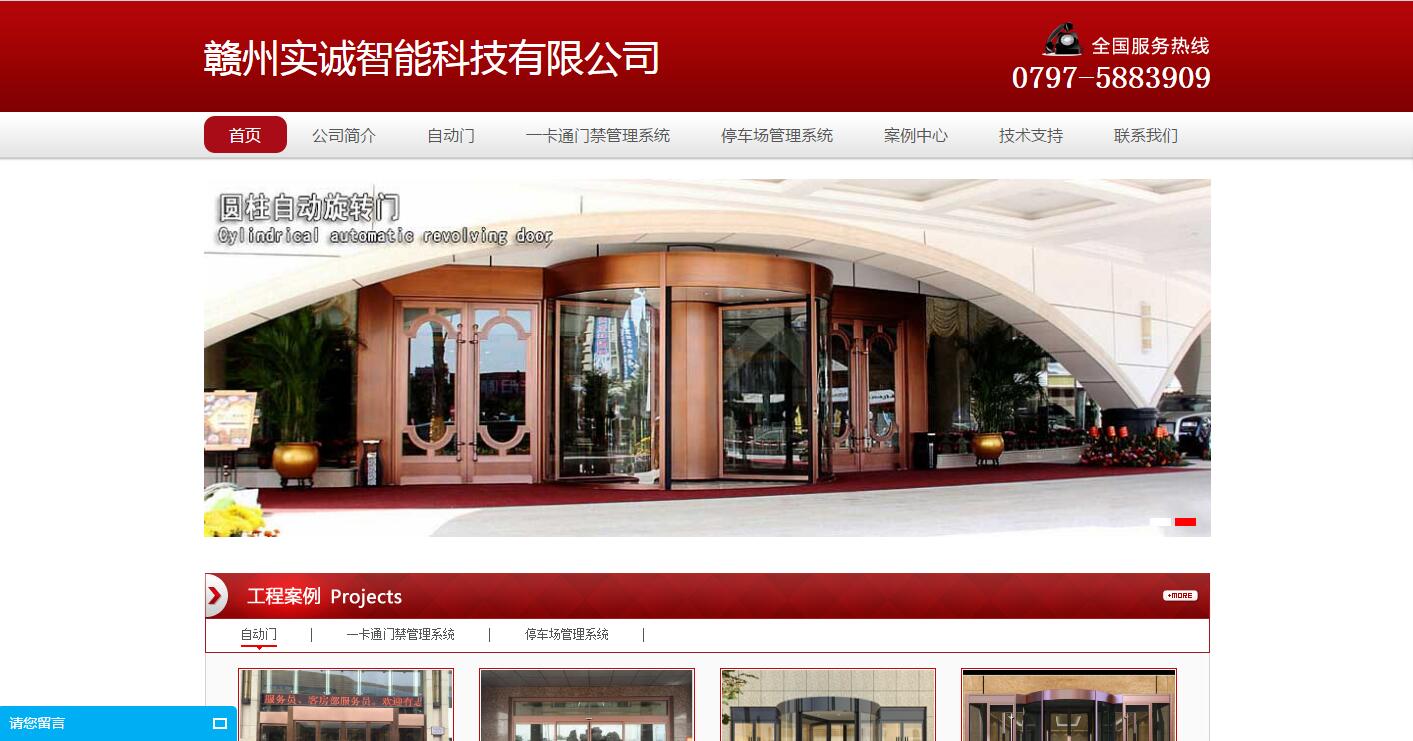 赣州实诚智能科技有限公司
全国服务热线
0797-5883909
首页 公司简介 自动门 一卡通门禁管理系统 停车场管理系统 案例中心 技术支持 联系我们
圆柱自动旋转门
Cylindrical automatic revolving door
工程案例 Projects
+MORE
自动门 | 一卡通门禁管理系统 | 停车场管理系统 |
服务员、客房部服务员，欢迎有志
请您留言